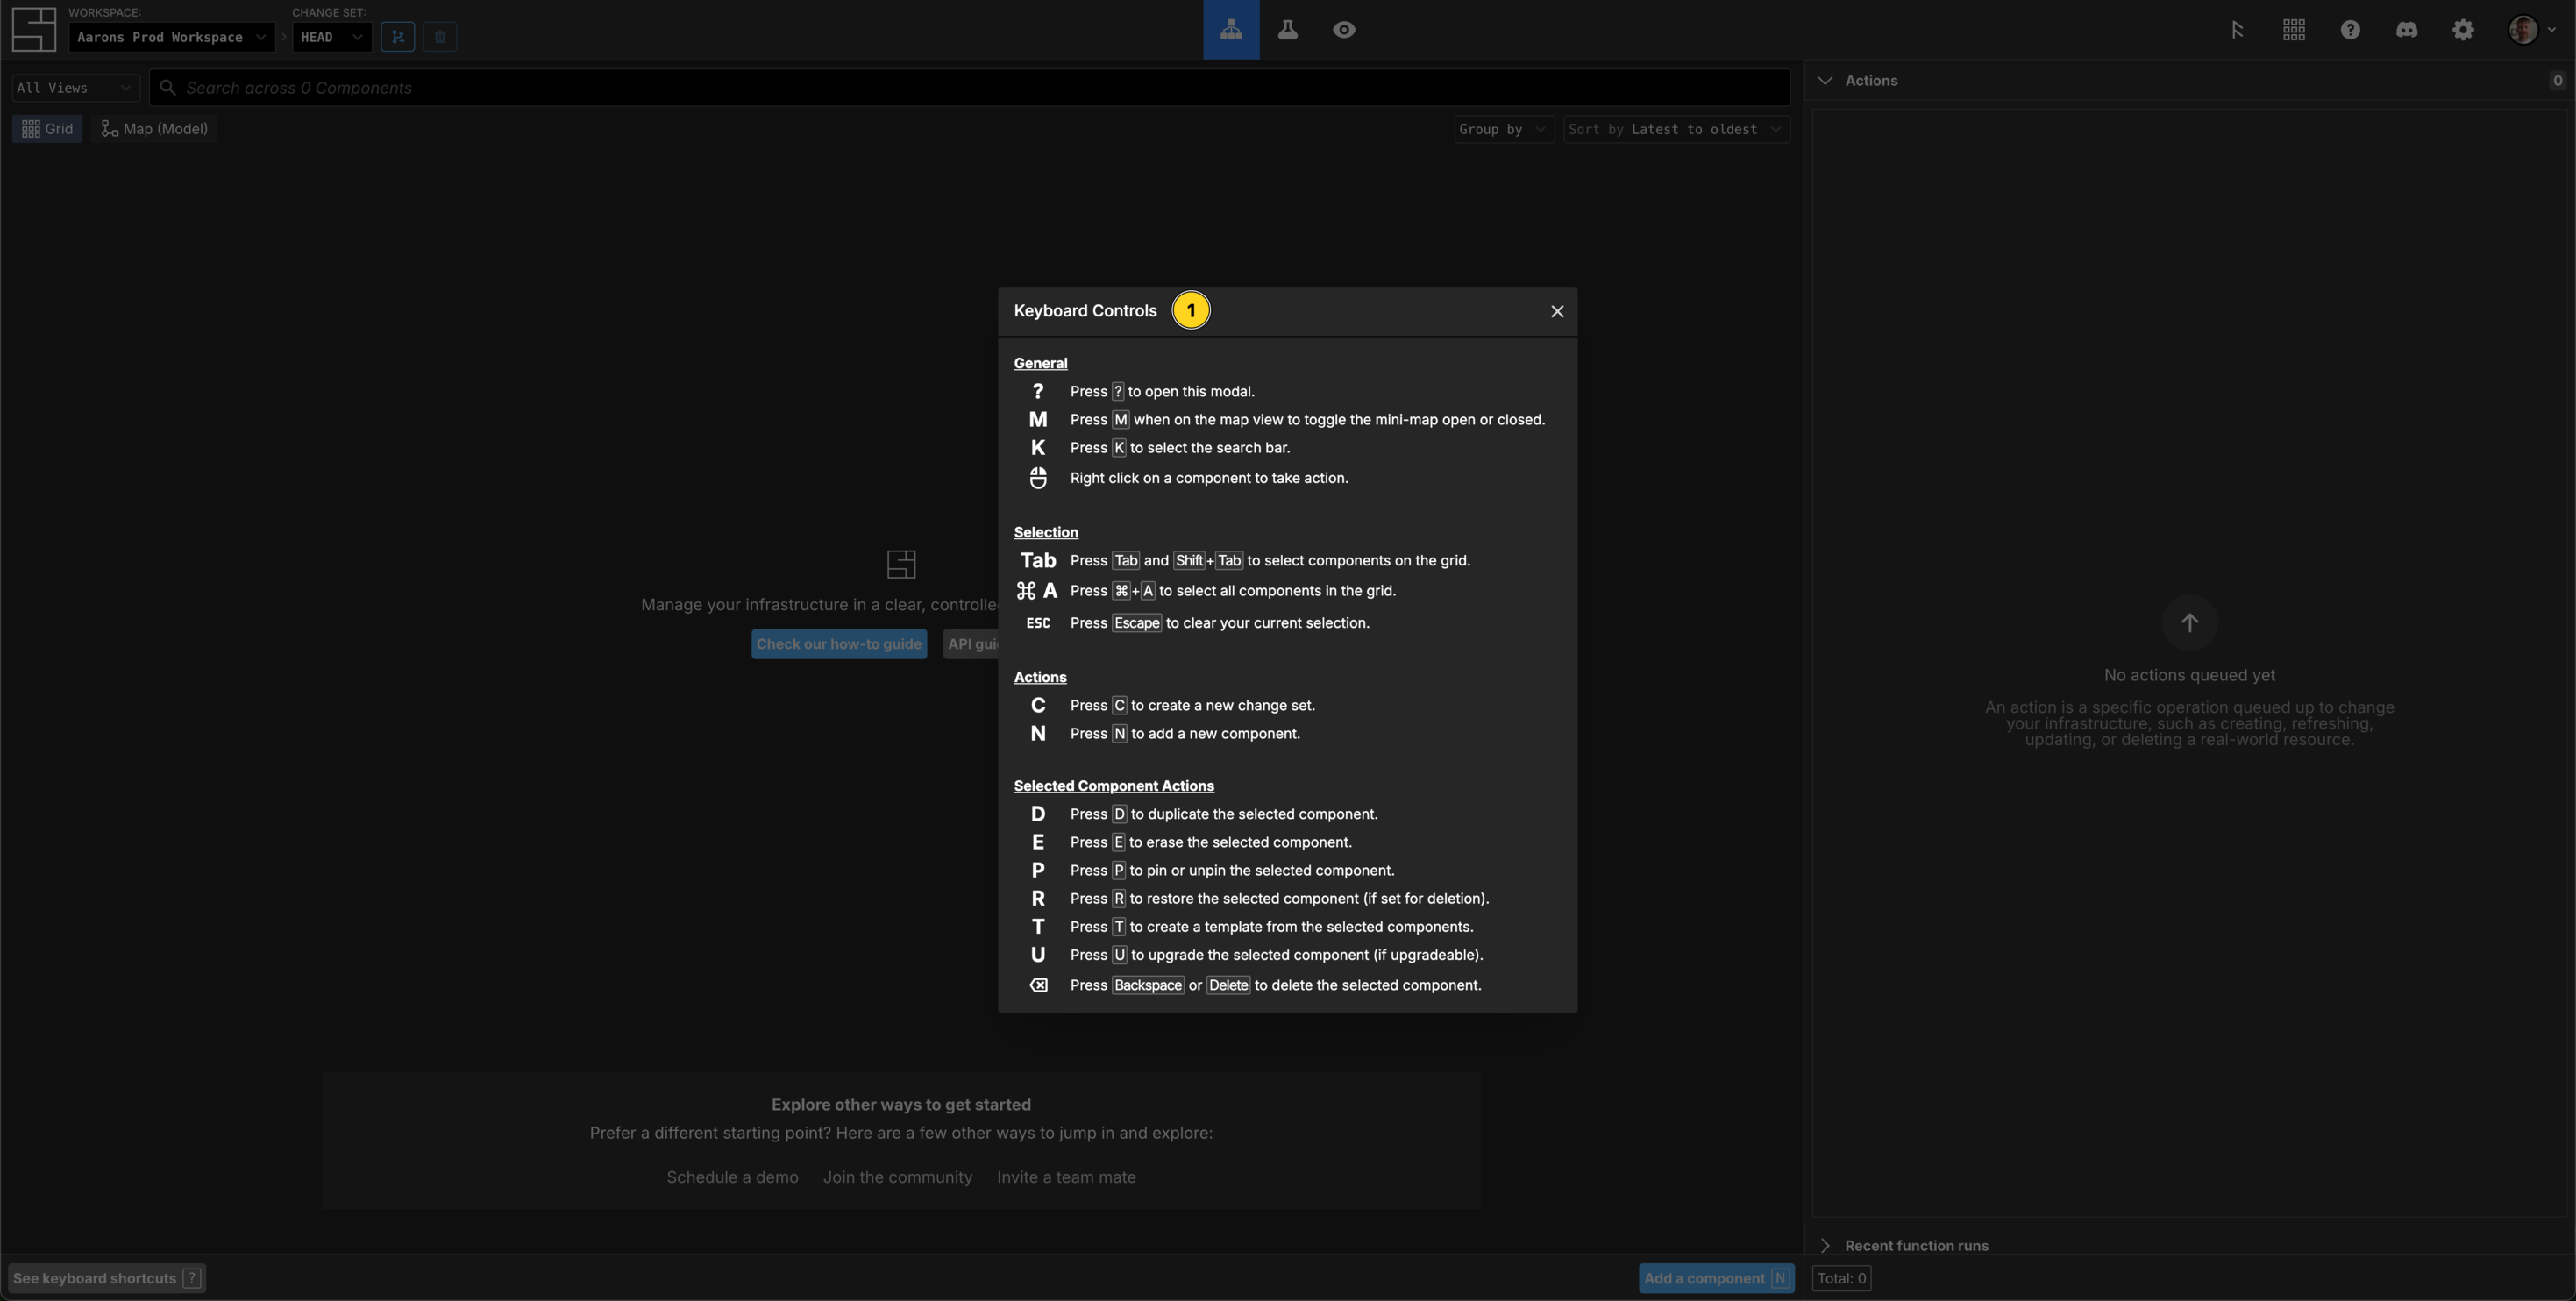 WORKSPACE:
Aarons Prod Workspace
CHANGE SET:
HEAD
All Views
Search across 0 Components
Grid
Map (Model)
Group by
Sort by Latest to oldest
Actions
0
Manage your infrastructure in a clear,
Check our how-to guide
API
Keyboard Controls
1
General
? Press ? to open this modal.
M Press M when on the map view to toggle the mini-map open or closed.
K Press K to select the search bar.
Right click on a component to take action.
Selection
Tab Press Tab and Shift+Tab to select components on the grid.
⌘ A Press ⌘+A to select all components in the grid.
ESC Press Escape to clear your current selection.
Actions
C Press C to create a new change set.
N Press N to add a new component.
Selected Component Actions
D Press D to duplicate the selected component.
E Press E to erase the selected component.
P Press P to pin or unpin the selected component.
R Press R to restore the selected component (if set for deletion).
T Press T to create a template from the selected components.
U Press U to upgrade the selected component (if upgradeable).
Press Backspace or Delete to delete the selected component.
No actions queued yet
An action is a specific operation queued up to change
your infrastructure, such as creating, refreshing,
updating, or deleting a real-world resource.
Explore other ways to get started
Prefer a different starting point? Here are a few other ways to jump in and explore:
Schedule a demo
Join the community
Invite a team mate
Recent function runs
See keyboard shortcuts ?
Add a component N
Total: 0